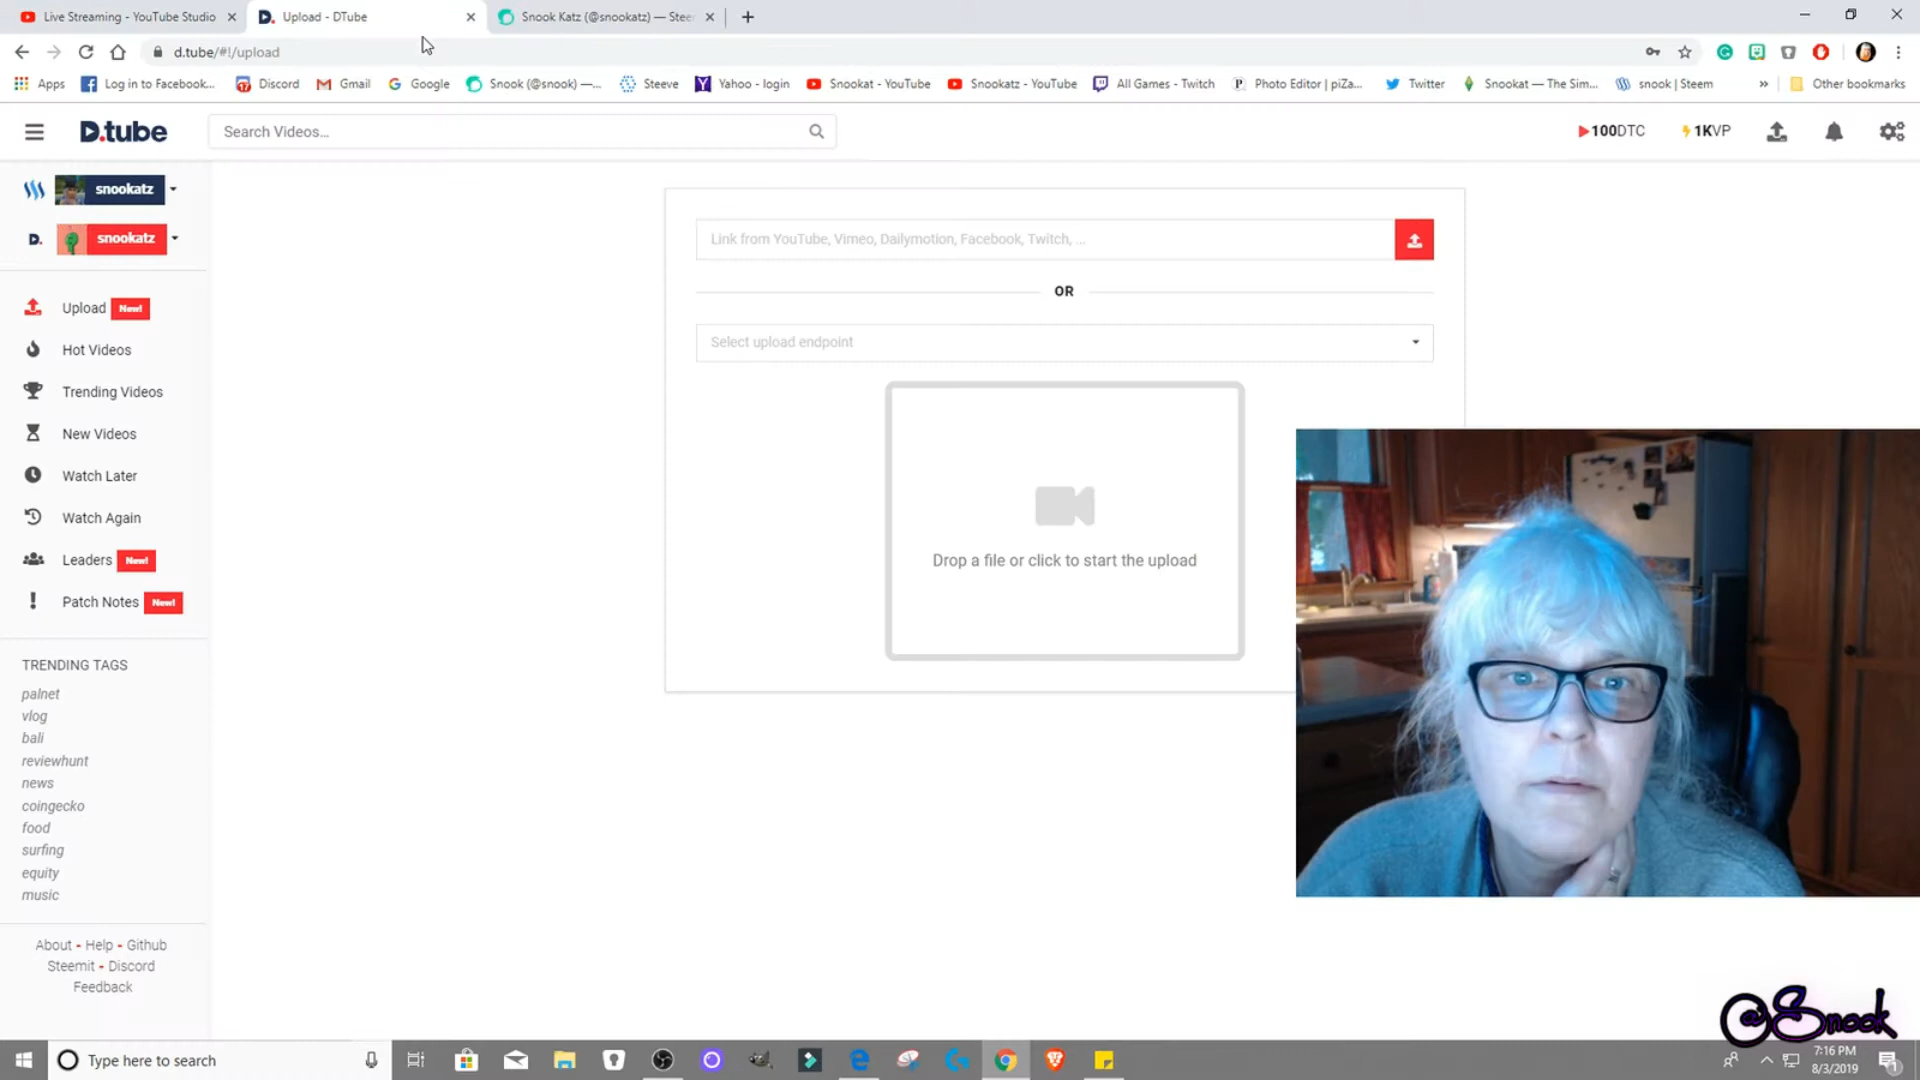 Live Streaming - YouTube Studio
Upload - DTube
Snook Katz (@snookatz) — Stee
d.tube/#!/upload
Apps
Log in to Facebook...
Discord
Gmail
Google
Snook (@snook) —...
Steeve
Yahoo - login
Snookat - YouTube
Snookatz - YouTube
All Games - Twitch
Photo Editor | piZa...
Twitter
Snookat — The Sim...
snook | Steem
»
Other bookmarks
D.tube
Search Videos...
100DTC
1KVP
snookatz
D. snookatz
Upload New!
Hot Videos
Trending Videos
New Videos
Watch Later
Watch Again
Leaders New!
Patch Notes New!
TRENDING TAGS
palnet
vlog
bali
reviewhunt
news
coingecko
food
surfing
equity
music
About - Help - Github
Steemit - Discord
Feedback
Link from YouTube, Vimeo, Dailymotion, Facebook, Twitch, ...
OR
Select upload endpoint
Drop a file or click to start the upload
@Snook
Type here to search
7:16 PM
8/3/2019
1